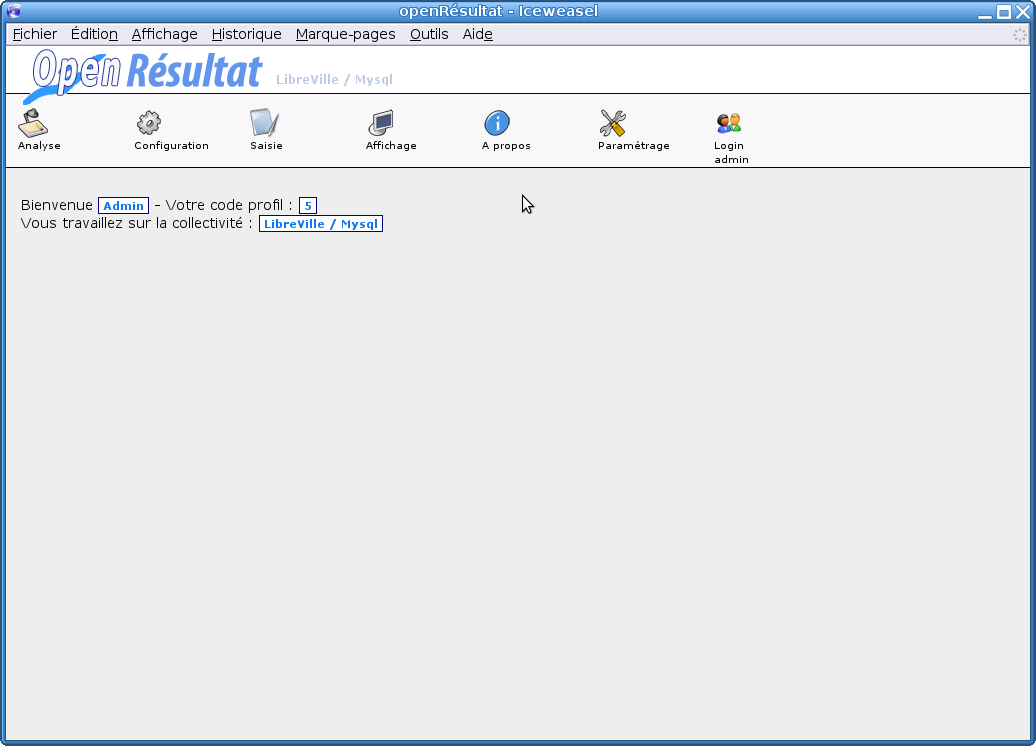 openRésultat - Iceweasel
Fichier Édition Affichage Historique Marque-pages Outils Aide
Open Résultat LibreVille / Mysql
Analyse Configuration Saisie Affichage A propos Paramétrage Login
admin
Bienvenue Admin - Votre code profil : 5
Vous travaillez sur la collectivité : LibreVille / Mysql